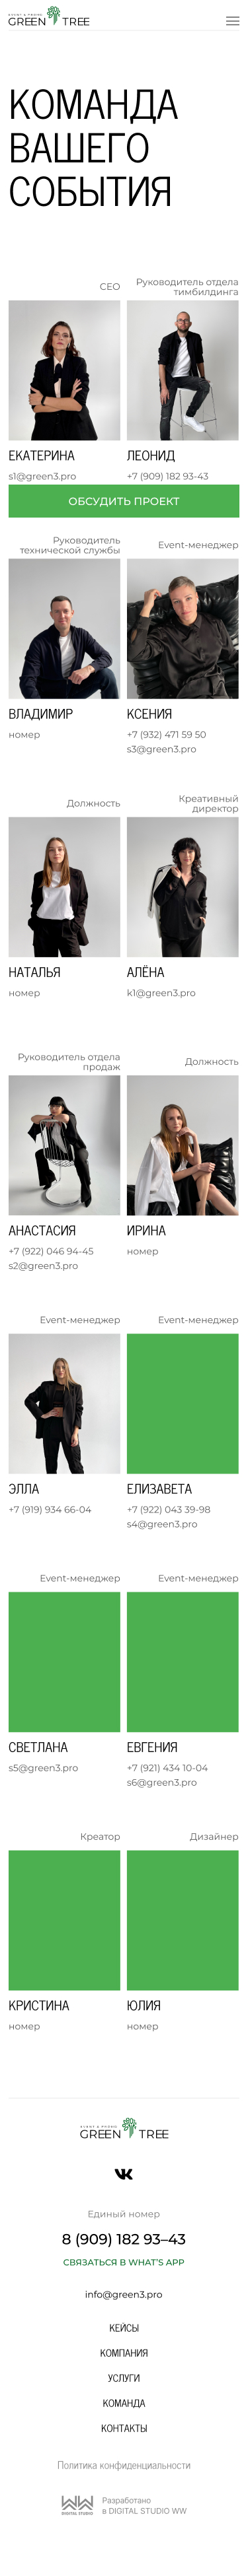 EVENT & PROMO
GREEN TREE
КОМАНДА
ВАШЕГО
СОБЫТИЯ
CEO
Руководитель отдела
тимбилдинга
ЕКАТЕРИНА
ЛЕОНИД
s1@green3.pro
+7 (909) 182 93-43
ОБСУДИТЬ ПРОЕКТ
Руководитель
технической службы
Event-менеджер
ВЛАДИМИР
КСЕНИЯ
номер
+7 (932) 471 59 50
s3@green3.pro
Должность
Креативный
директор
НАТАЛЬЯ
АЛЁНА
номер
k1@green3.pro
Руководитель отдела
продаж
Должность
АНАСТАСИЯ
ИРИНА
+7 (922) 046 94-45
s2@green3.pro
номер
Event-менеджер
Event-менеджер
ЭЛЛА
ЕЛИЗАВЕТА
+7 (919) 934 66-04
+7 (922) 043 39-98
s4@green3.pro
Event-менеджер
Event-менеджер
СВЕТЛАНА
ЕВГЕНИЯ
s5@green3.pro
+7 (921) 434 10-04
s6@green3.pro
Креатор
Дизайнер
КРИСТИНА
ЮЛИЯ
номер
номер
EVENT & PROMO
GREEN TREE
Единый номер
8 (909) 182 93–43
СВЯЗАТЬСЯ В WHAT'S APP
info@green3.pro
КЕЙСЫ
КОМПАНИЯ
УСЛУГИ
КОМАНДА
КОНТАКТЫ
Политика конфиденциальности
DIGITAL STUDIO
Разработано
в DIGITAL STUDIO WW